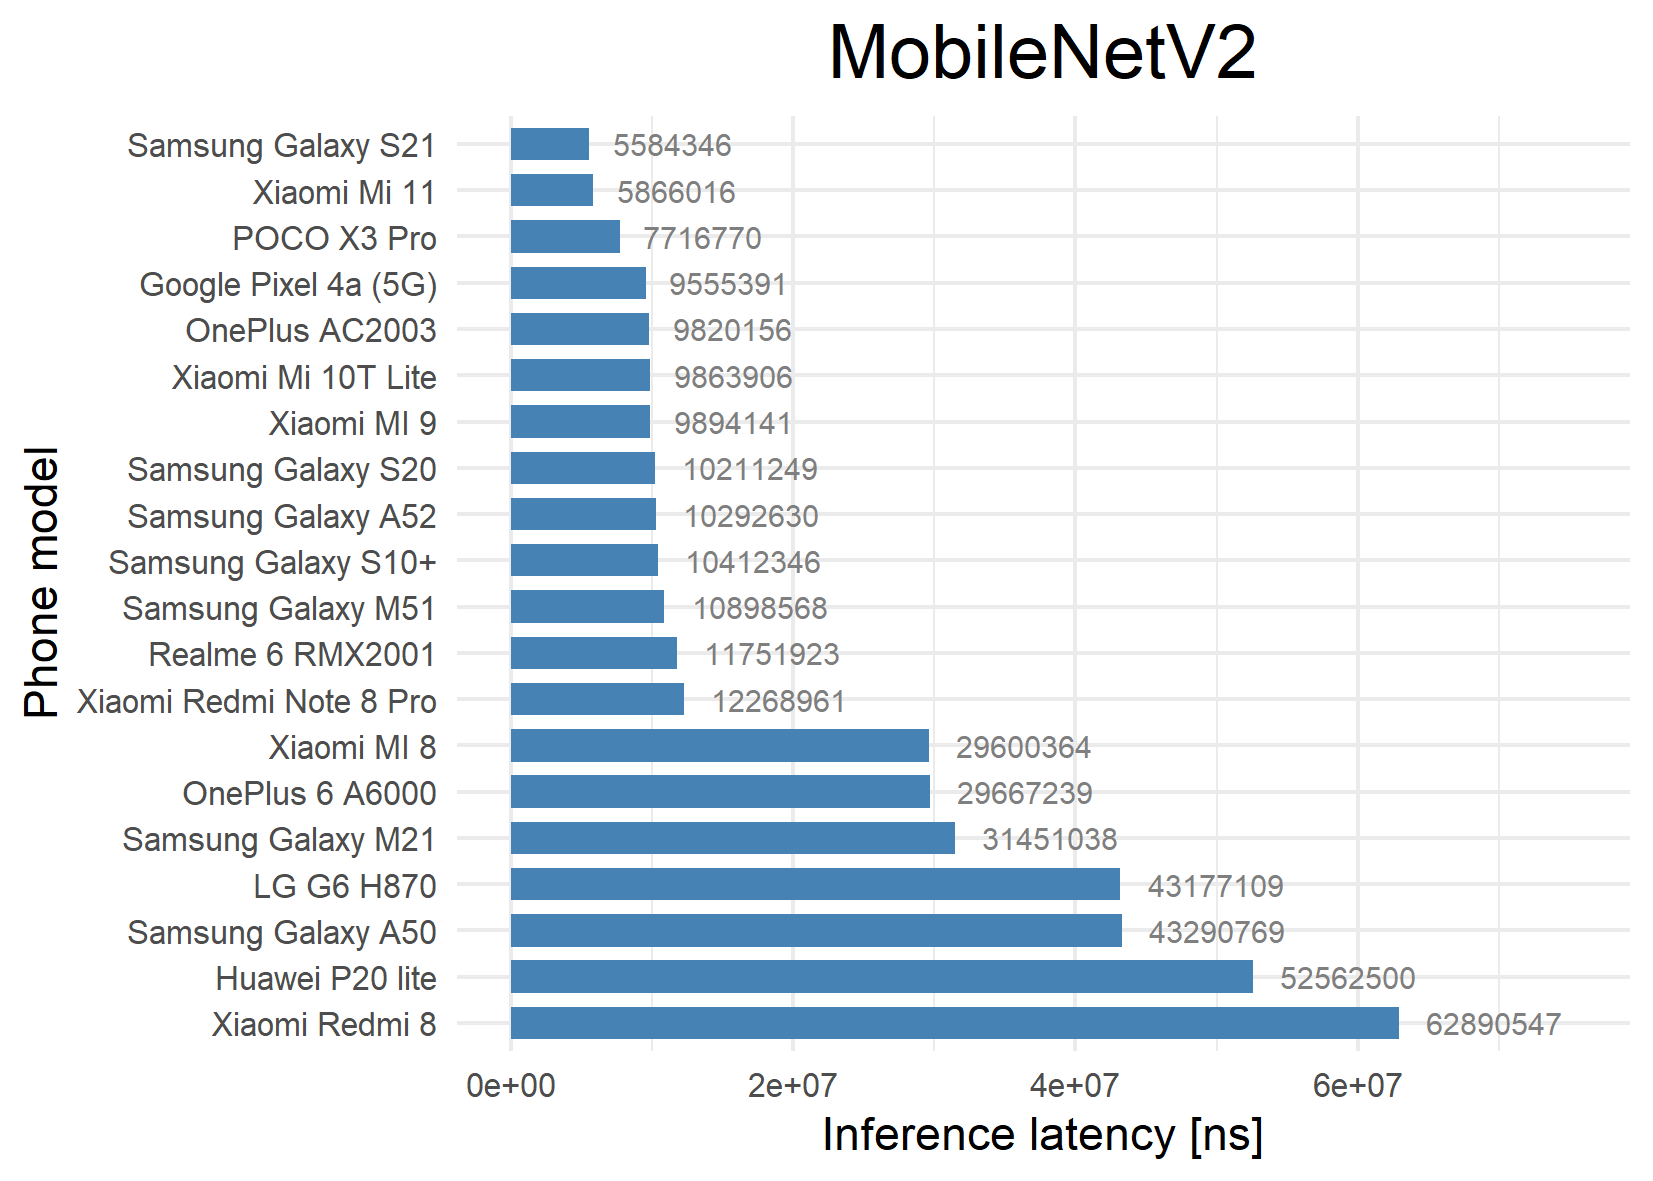 MobileNetV2
Phone model
Samsung Galaxy S21 5584346
Xiaomi Mi 11 5866016
POCO X3 Pro 7716770
Google Pixel 4a (5G) 9555391
OnePlus AC2003 9820156
Xiaomi Mi 10T Lite 9863906
Xiaomi MI 9 9894141
Samsung Galaxy S20 10211249
Samsung Galaxy A52 10292630
Samsung Galaxy S10+ 10412346
Samsung Galaxy M51 10898568
Realme 6 RMX2001 11751923
Xiaomi Redmi Note 8 Pro 12268961
Xiaomi MI 8 29600364
OnePlus 6 A6000 29667239
Samsung Galaxy M21 31451038
LG G6 H870 43177109
Samsung Galaxy A50 43290769
Huawei P20 lite 52562500
Xiaomi Redmi 8 62890547
0e+00 2e+07 4e+07 6e+07
Inference latency [ns]